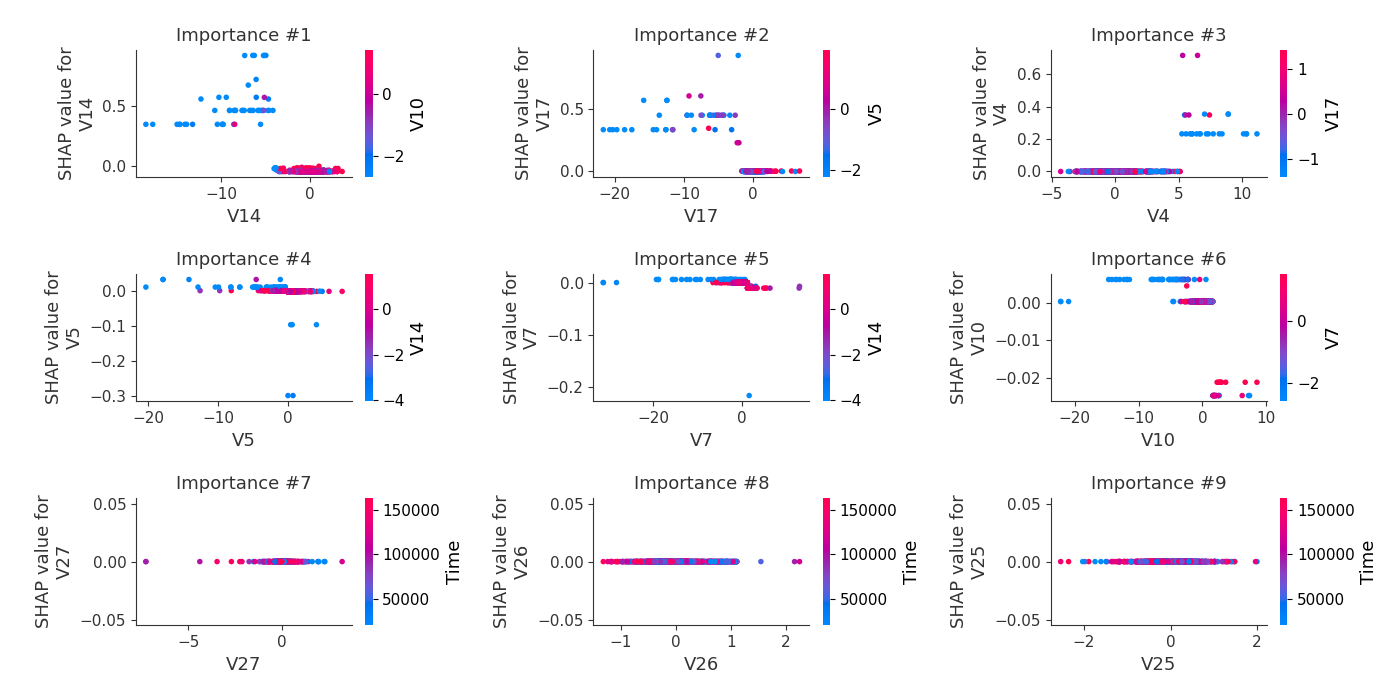 Importance #1
SHAP value for
V14
0.5
0.0
−10
0
V14
0
−2
V10
Importance #2
SHAP value for
V17
0.5
0.0
−20
−10
0
V17
0
−2
V5
Importance #3
SHAP value for
V4
0.6
0.4
0.2
0.0
−5
0
5
10
V4
1
0
−1
V17
Importance #4
SHAP value for
V5
0.0
−0.1
−0.2
−0.3
−20
−10
0
V5
0
−2
−4
V14
Importance #5
SHAP value for
V7
0.0
−0.1
−0.2
−20
0
V7
0
−2
−4
V14
Importance #6
SHAP value for
V10
0.00
−0.01
−0.02
−20
−10
0
10
V10
0
−2
V7
Importance #7
SHAP value for
V27
0.05
0.00
−0.05
−5
0
V27
150000
100000
50000
Time
Importance #8
SHAP value for
V26
0.05
0.00
−0.05
−1
0
1
2
V26
150000
100000
50000
Time
Importance #9
SHAP value for
V25
0.05
0.00
−0.05
−2
0
2
V25
150000
100000
50000
Time